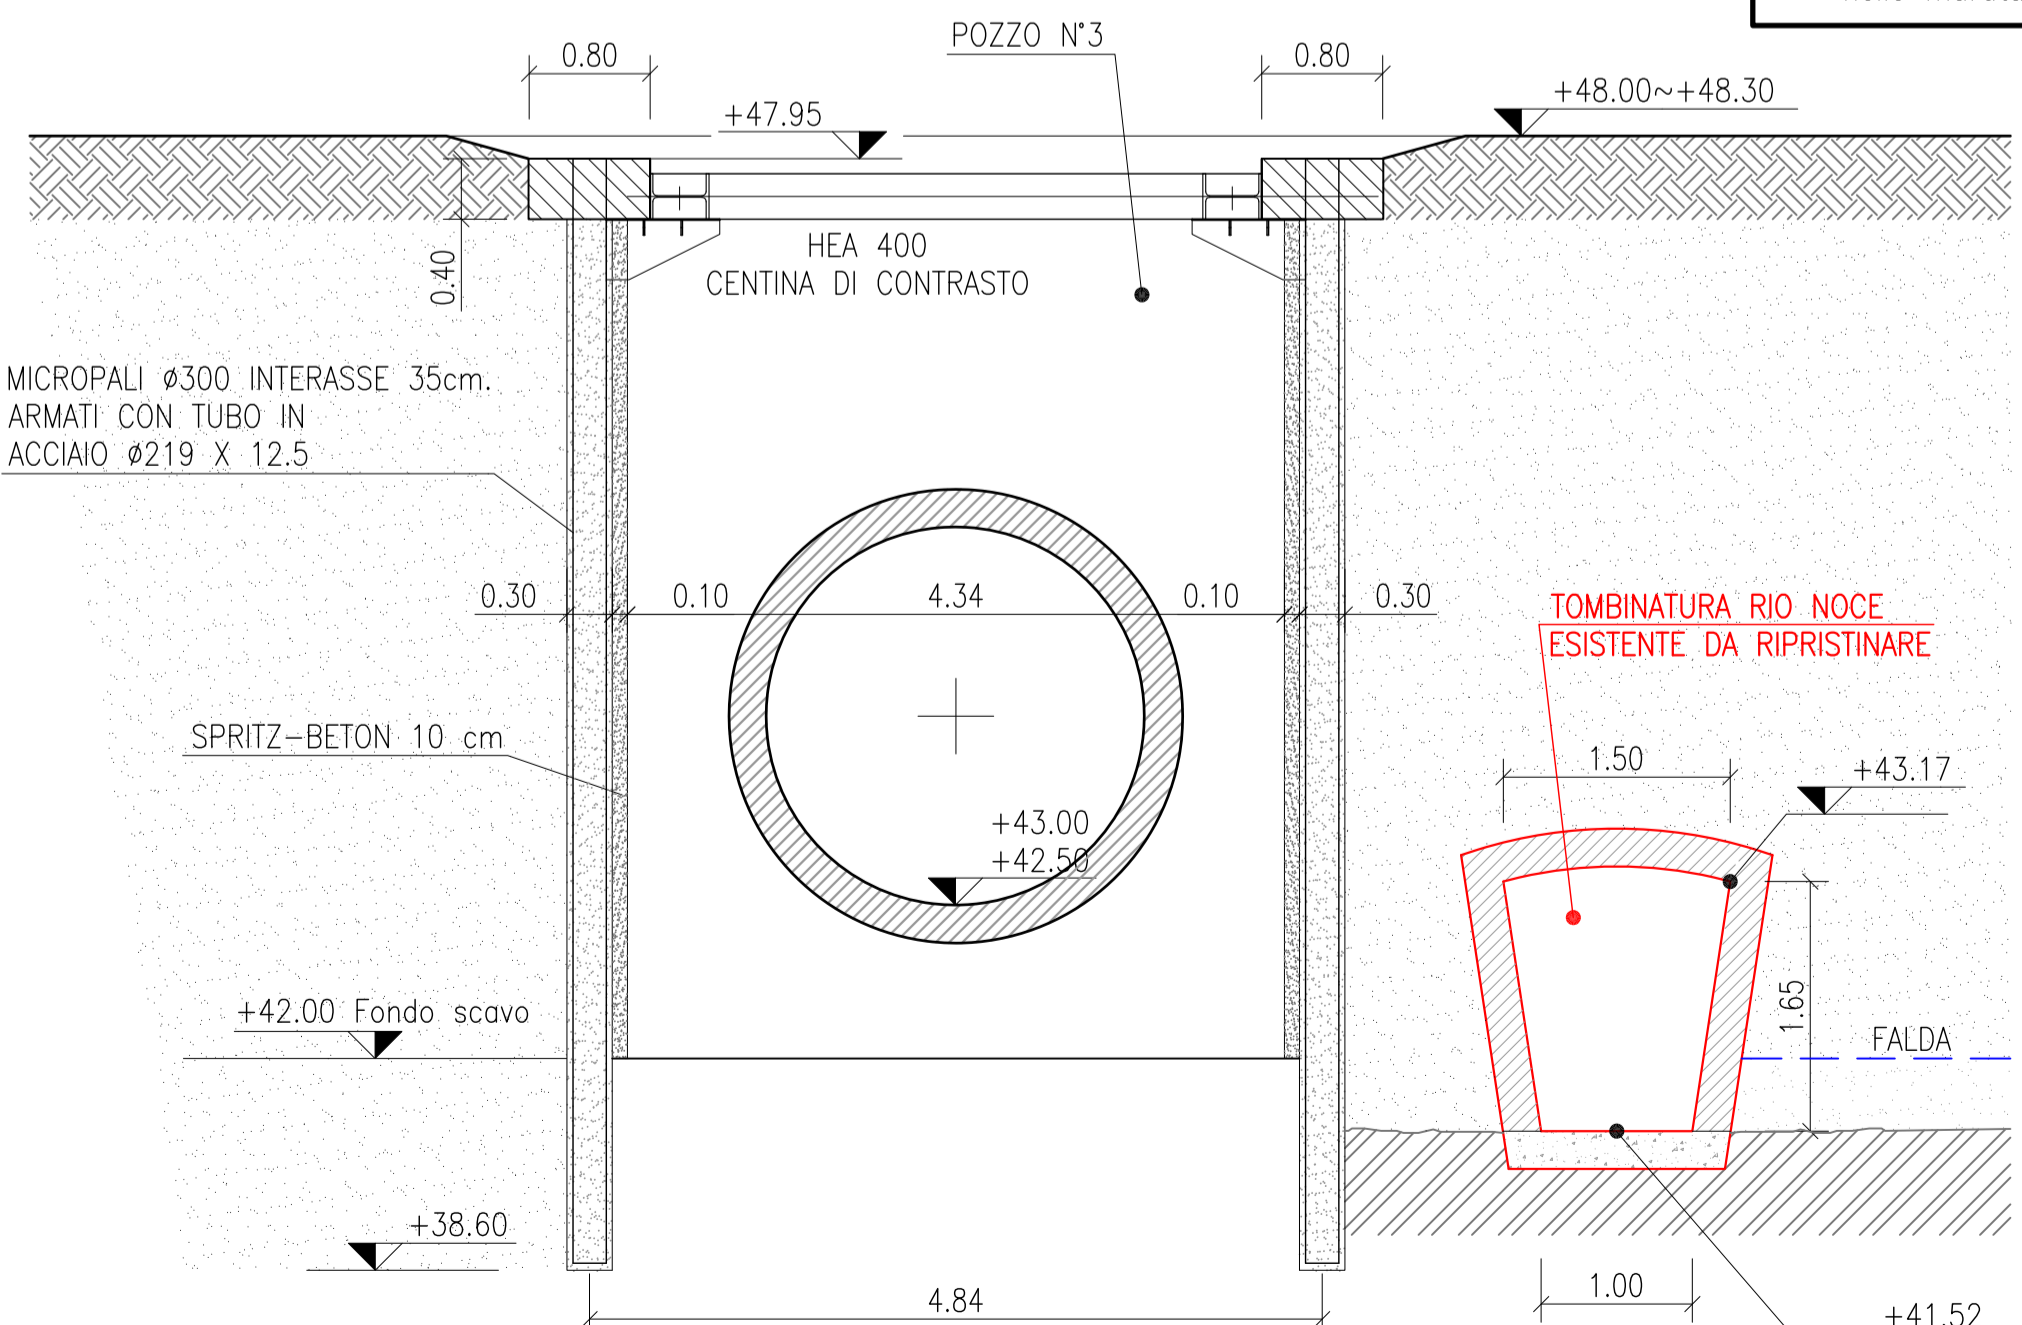 POZZO N°3
0.80
0.80
+48.00~+48.30
+47.95
HEA 400
CENTINA DI CONTRASTO
0.40
MICROPALI ø300 INTERASSE 35cm.
ARMATI CON TUBO IN
ACCIAIO ø219 X 12.5
0.30
0.10
4.34
0.10
0.30
TOMBINATURA RIO NOCE
ESISTENTE DA RIPRISTINARE
SPRITZ-BETON 10 cm
1.50
+43.17
+43.00
+42.50
1.65
+42.00 Fondo scavo
FALDA
+38.60
4.84
1.00
+41.52